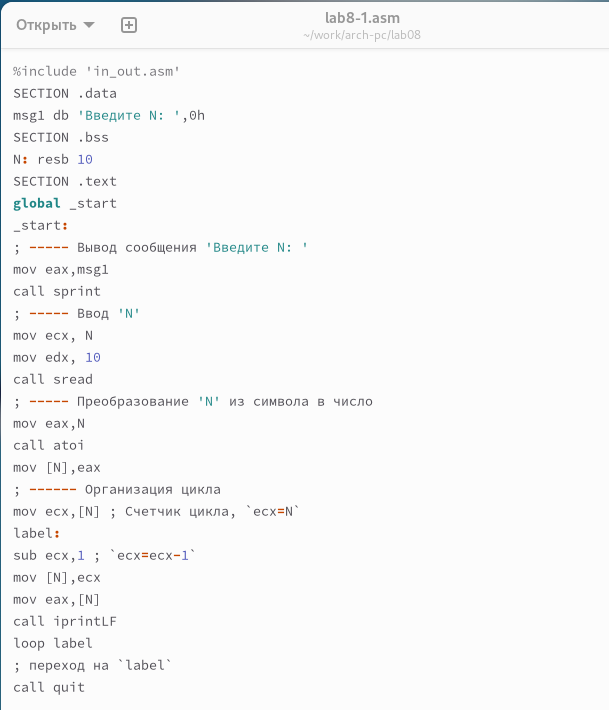 Открыть
lab8-1.asm
~/work/arch-pc/lab08
%include 'in_out.asm'
SECTION .data
msg1 db 'Введите N: ',0h
SECTION .bss
N: resb 10
SECTION .text
global _start
_start:
; ----- Вывод сообщения 'Введите N: '
mov eax,msg1
call sprint
; ----- Ввод 'N'
mov ecx, N
mov edx, 10
call sread
; ----- Преобразование 'N' из символа в число
mov eax,N
call atoi
mov [N],eax
; ------ Организация цикла
mov ecx,[N] ; Счетчик цикла, `ecx=N`
label:
sub ecx,1 ; `ecx=ecx-1`
mov [N],ecx
mov eax,[N]
call iprintLF
loop label
; переход на `label`
call quit